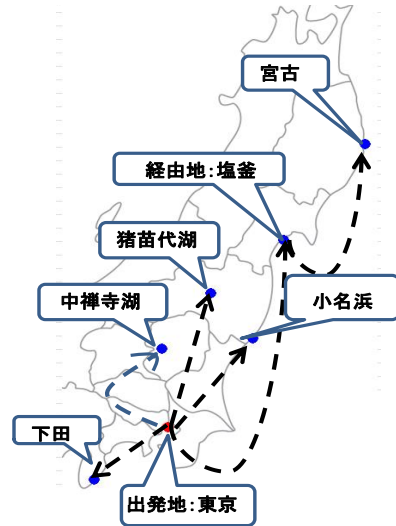 宮古
経由地：塩釜
猪苗代湖
中禅寺湖
小名浜
下田
出発地：東京